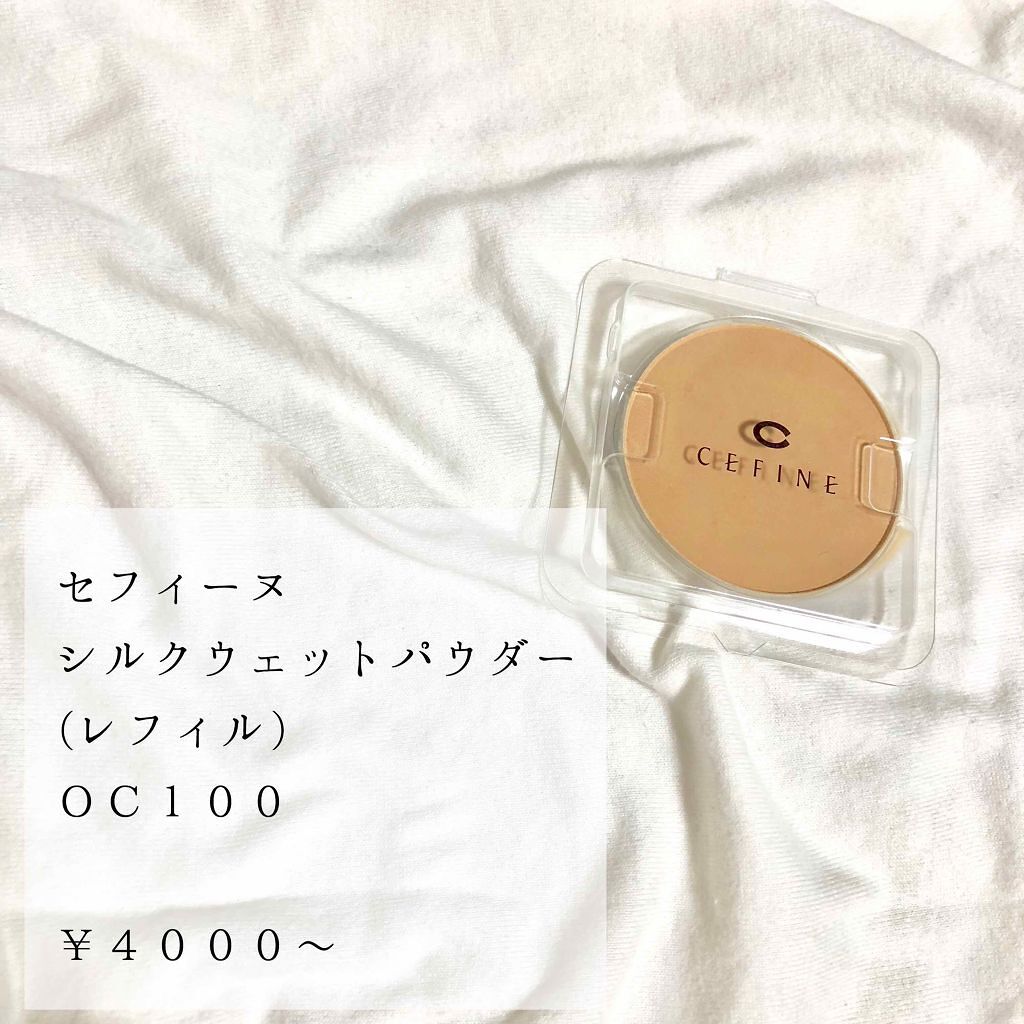 CEFINE
セフィーヌ
シルクウェットパウダー
(レフィル)
OC100
￥4000～